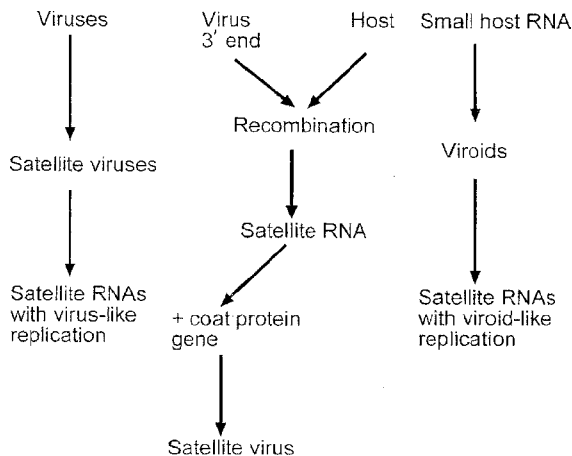 Viruses
Virus
3′ end
Host
Small host RNA
Recombination
Satellite viruses
Viroids
Satellite RNA
Satellite RNAs
with virus-like
replication
+ coat protein
gene
Satellite RNAs
with viroid-like
replication
Satellite virus